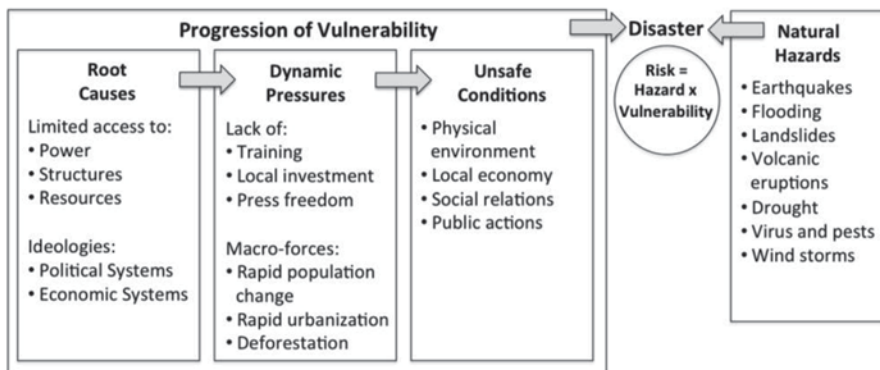 Progression of Vulnerability
Root
Causes
Limited access to:
• Power
• Structures
• Resources
Ideologies:
• Political Systems
• Economic Systems
Dynamic
Pressures
Lack of:
• Training
• Local investment
• Press freedom
Macro-forces:
• Rapid population
change
• Rapid urbanization
• Deforestation
Unsafe
Conditions
• Physical
environment
• Local economy
• Social relations
• Public actions
Disaster
Risk =
Hazard x
Vulnerability
Natural
Hazards
• Earthquakes
• Flooding
• Landslides
• Volcanic
eruptions
• Drought
• Virus and pests
• Wind storms